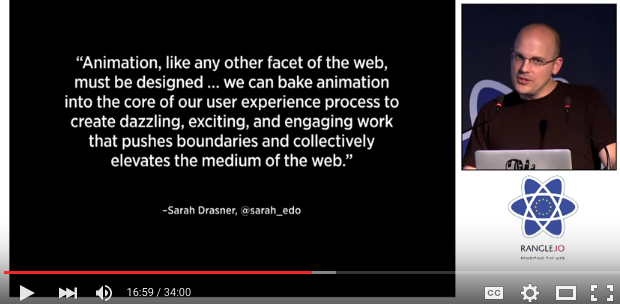 “Animation, like any other facet of the web,
must be designed ... we can bake animation
into the core of our user experience process to
create dazzling, exciting, and engaging work
that pushes boundaries and collectively
elevates the medium of the web.”
–Sarah Drasner, @sarah_edo
RANGLE.IO
16:59 / 34:00
CC